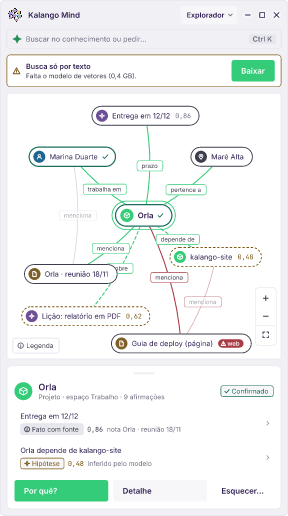 Kalango Mind
Explorador
Buscar no conhecimento ou pedir...
Ctrl K
Busca só por texto
Falta o modelo de vetores (0,4 GB).
Baixar
Entrega em 12/12 0,86
Marina Duarte
Maré Alta
prazo
trabalha em
pertence a
menciona
Orla
depende de
menciona
kalango-site 0,48
bre
Orla · reunião 18/11
menciona
menciona
Lição: relatório em PDF 0,62
Guia de deploy (página) web
Legenda
Orla
Projeto · espaço Trabalho · 9 afirmações
Confirmado
Entrega em 12/12
Fato com fonte 0,86 nota Orla · reunião 18/11
Orla depende de kalango-site
Hipótese 0,48 inferido pelo modelo
Por quê?
Detalhe
Esquecer...